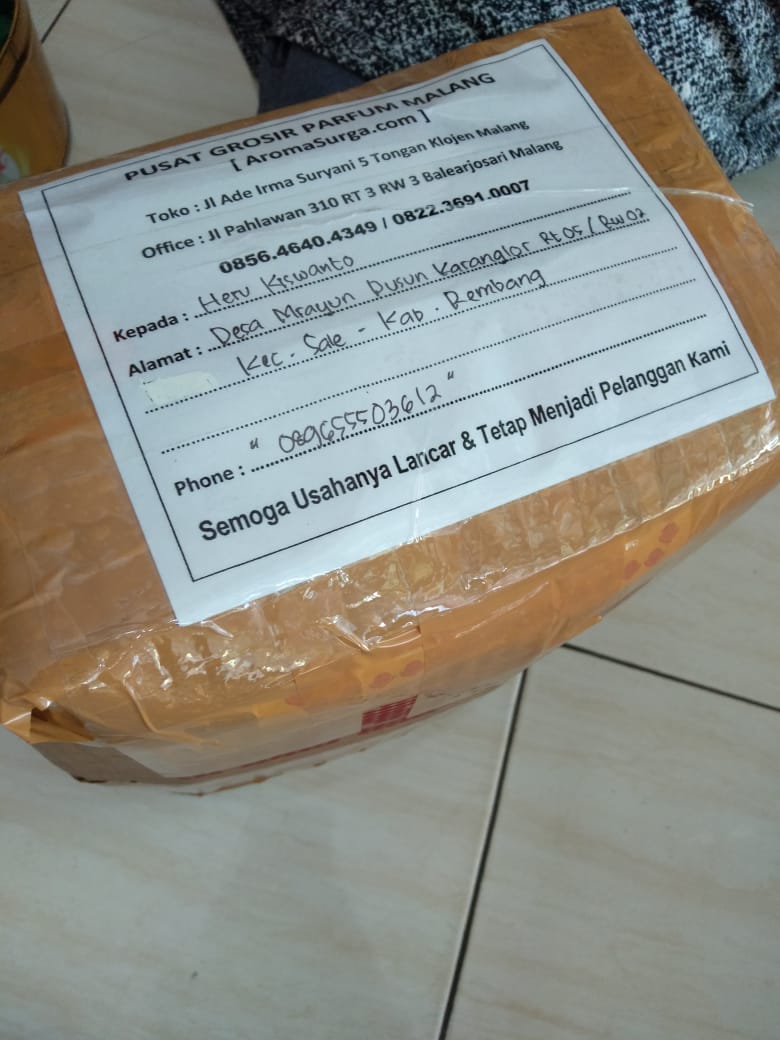 PUSAT GROSIR PARFUM MALANG
[ AromaSurga.com ]
Toko : Jl Ade Irma Suryani 5 Tongan Klojen Malang
Office : Jl Pahlawan 310 RT 3 RW 3 Balearjosari Malang
0856.4640.4349 / 0822.3691.0007
Kepada : Heru Kiswanto
Alamat : Desa Mrayun Dusun Karanglor Rt 05 / Rw 02
Kec. Sale - Kab. Rembang
Phone : " 089655503612 "
Semoga Usahanya Lancar & Tetap Menjadi Pelanggan Kami